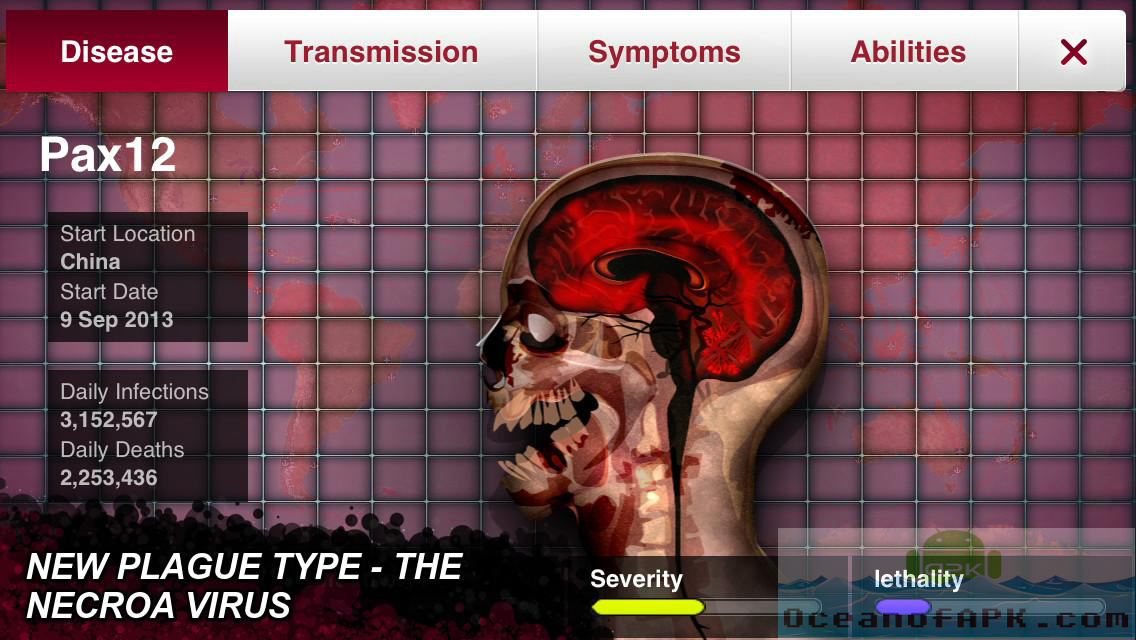 Disease
Transmission
Symptoms
Abilities
Pax12
Start Location
China
Start Date
9 Sep 2013
Daily Infections
3,152,567
Daily Deaths
2,253,436
NEW PLAGUE TYPE - THE
NECROA VIRUS
Severity
lethality
APK
OceanofAPK.com